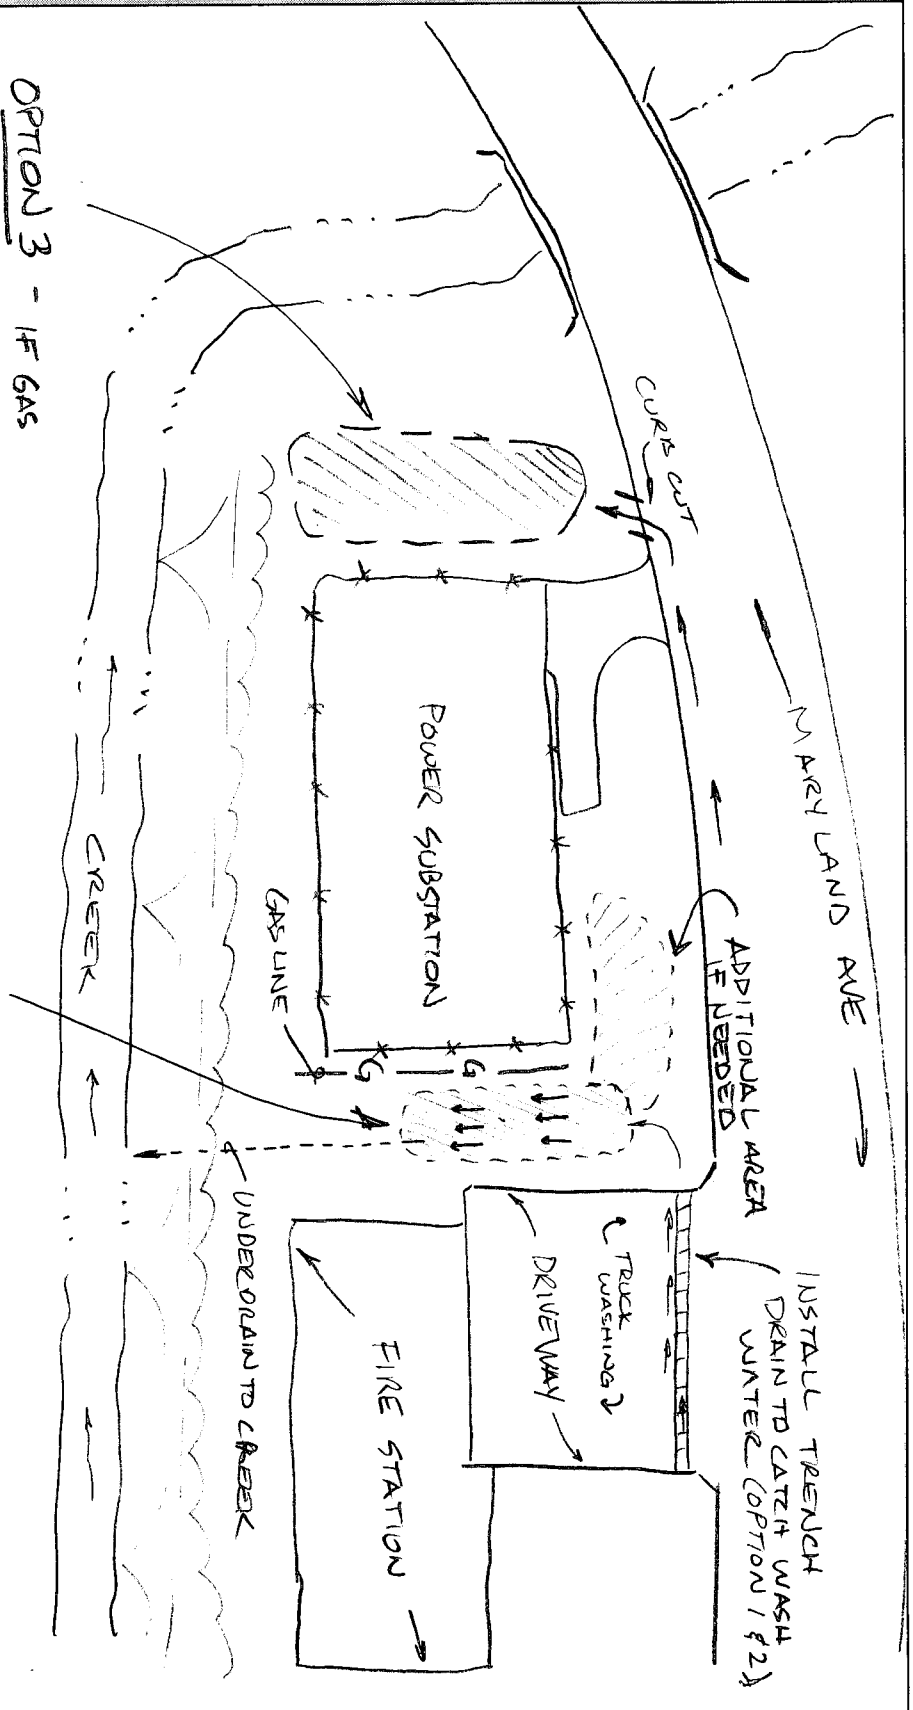 MARYLAND AVE
CURB CUT
ADDITIONAL AREA
IF NEEDED
INSTALL TRENCH
DRAIN TO CATCH WASH
WATER (OPTION 1 & 2)
TRUCK
WASHING
DRIVEWAY
POWER SUBSTATION
G
G
GAS LINE
FIRE STATION
UNDERDRAIN TO CREEK
CREEK
OPTION 3 - IF GAS